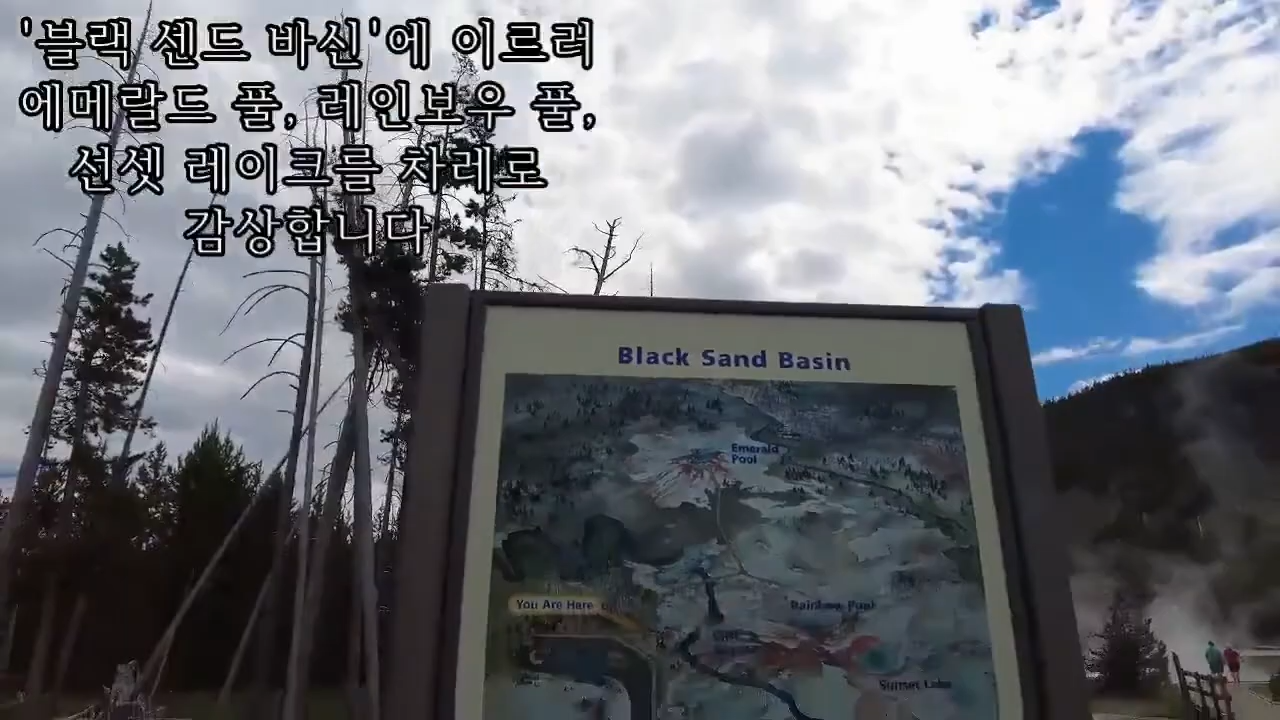 '블랙 센드 바신'에 이르러
에메랄드 풀, 레인보우 풀,
선셋 레이크를 차례로
감상합니다
Black Sand Basin
Emerald
Pool
You Are Here
Rainbow Pool
Cliff
Sunset Lake